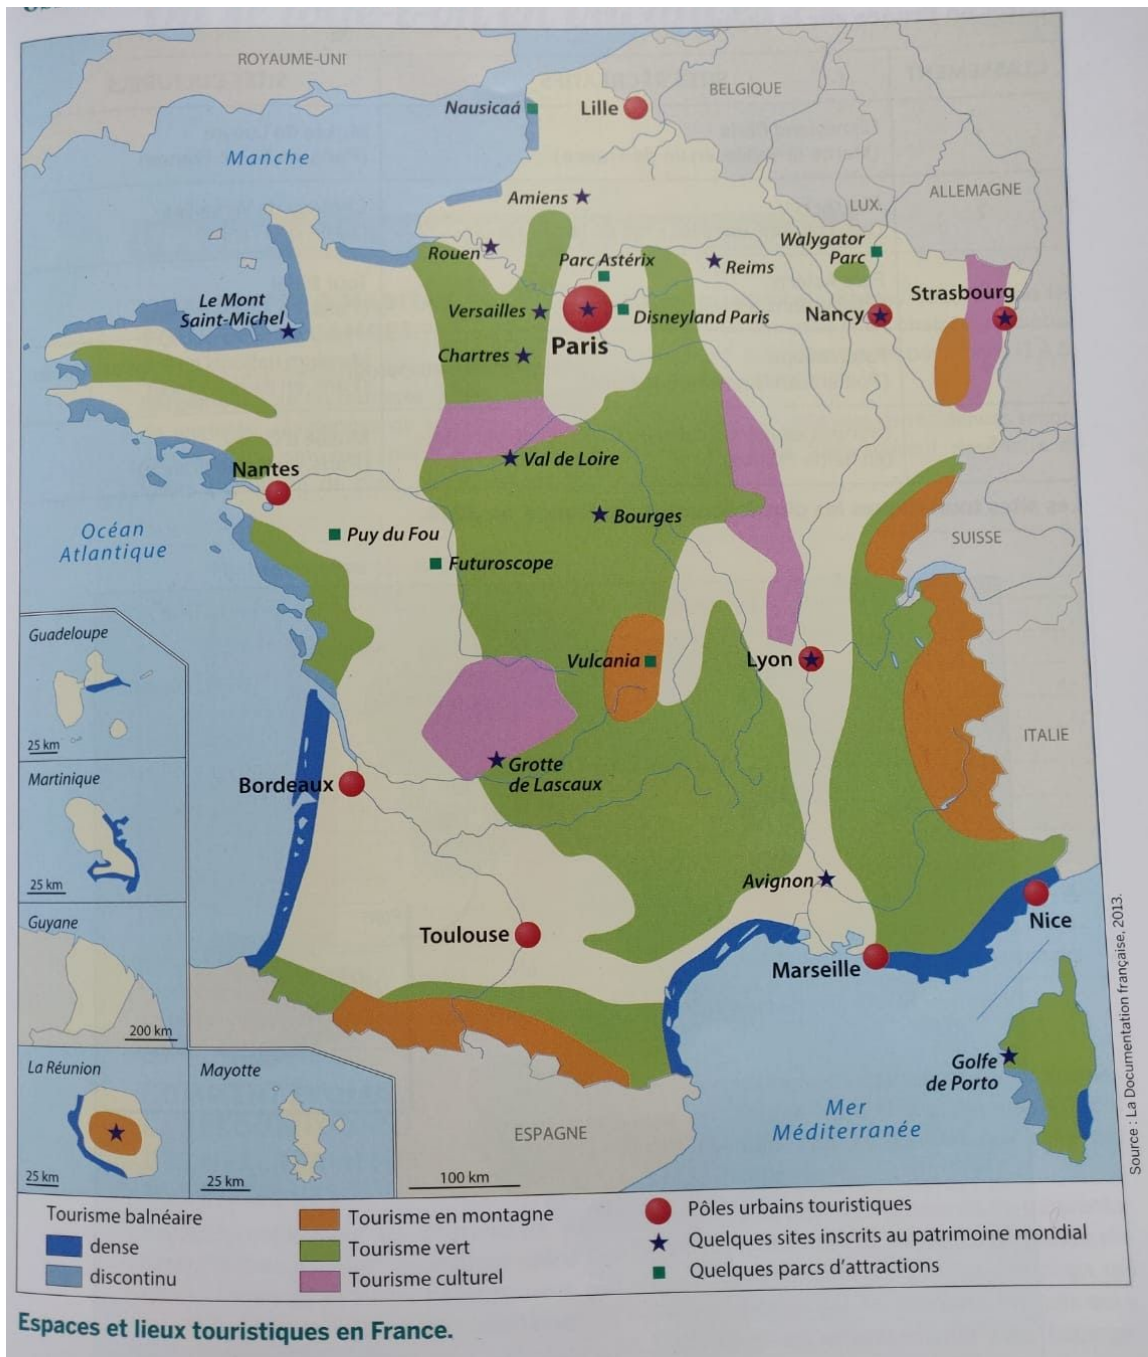 ROYAUME-UNI
BELGIQUE
Nausicaá
Lille
Manche
ALLEMAGNE
Amiens
LUX.
Walygator
Parc
Rouen
Parc Astérix
Reims
Le Mont
Saint-Michel
Versailles
Disneyland Paris
Nancy
Strasbourg
Paris
Chartres
Val de Loire
Nantes
Bourges
Océan
Atlantique
Puy du Fou
SUISSE
Futuroscope
Guadeloupe
25 km
Vulcania
Lyon
ITALIE
Martinique
25 km
Bordeaux
Grotte
de Lascaux
Avignon
Guyane
200 km
Toulouse
Nice
Marseille
La Réunion
25 km
Mayotte
25 km
Golfe
de Porto
Mer
Méditerranée
ESPAGNE
100 km
Source : La Documentation française, 2013.
Tourisme balnéaire
dense
discontinu
Tourisme en montagne
Tourisme vert
Tourisme culturel
Pôles urbains touristiques
Quelques sites inscrits au patrimoine mondial
Quelques parcs d'attractions
Espaces et lieux touristiques en France.